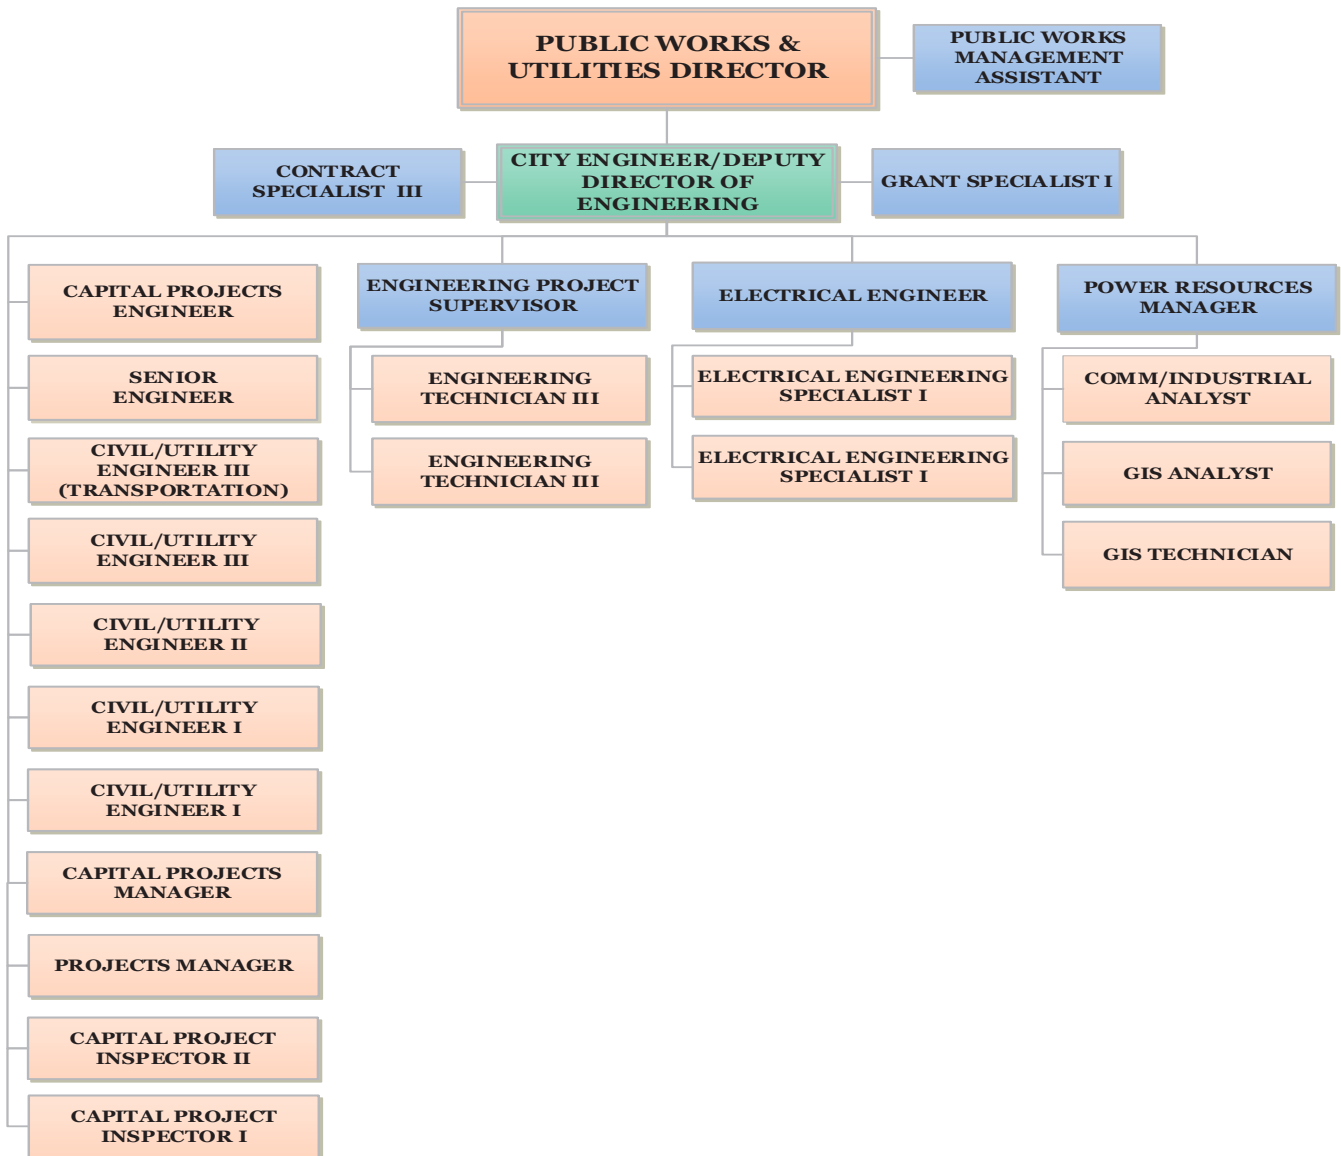 PUBLIC WORKS &
UTILITIES DIRECTOR
PUBLIC WORKS
MANAGEMENT
ASSISTANT
CONTRACT
SPECIALIST III
CITY ENGINEER/DEPUTY
DIRECTOR OF
ENGINEERING
GRANT SPECIALIST I
CAPITAL PROJECTS
ENGINEER
SENIOR
ENGINEER
CIVIL/UTILITY
ENGINEER III
(TRANSPORTATION)
CIVIL/UTILITY
ENGINEER III
CIVIL/UTILITY
ENGINEER II
CIVIL/UTILITY
ENGINEER I
CIVIL/UTILITY
ENGINEER I
CAPITAL PROJECTS
MANAGER
PROJECTS MANAGER
CAPITAL PROJECT
INSPECTOR II
CAPITAL PROJECT
INSPECTOR I
ENGINEERING PROJECT
SUPERVISOR
ENGINEERING
TECHNICIAN III
ENGINEERING
TECHNICIAN III
ELECTRICAL ENGINEER
ELECTRICAL ENGINEERING
SPECIALIST I
ELECTRICAL ENGINEERING
SPECIALIST I
POWER RESOURCES
MANAGER
COMM/INDUSTRIAL
ANALYST
GIS ANALYST
GIS TECHNICIAN